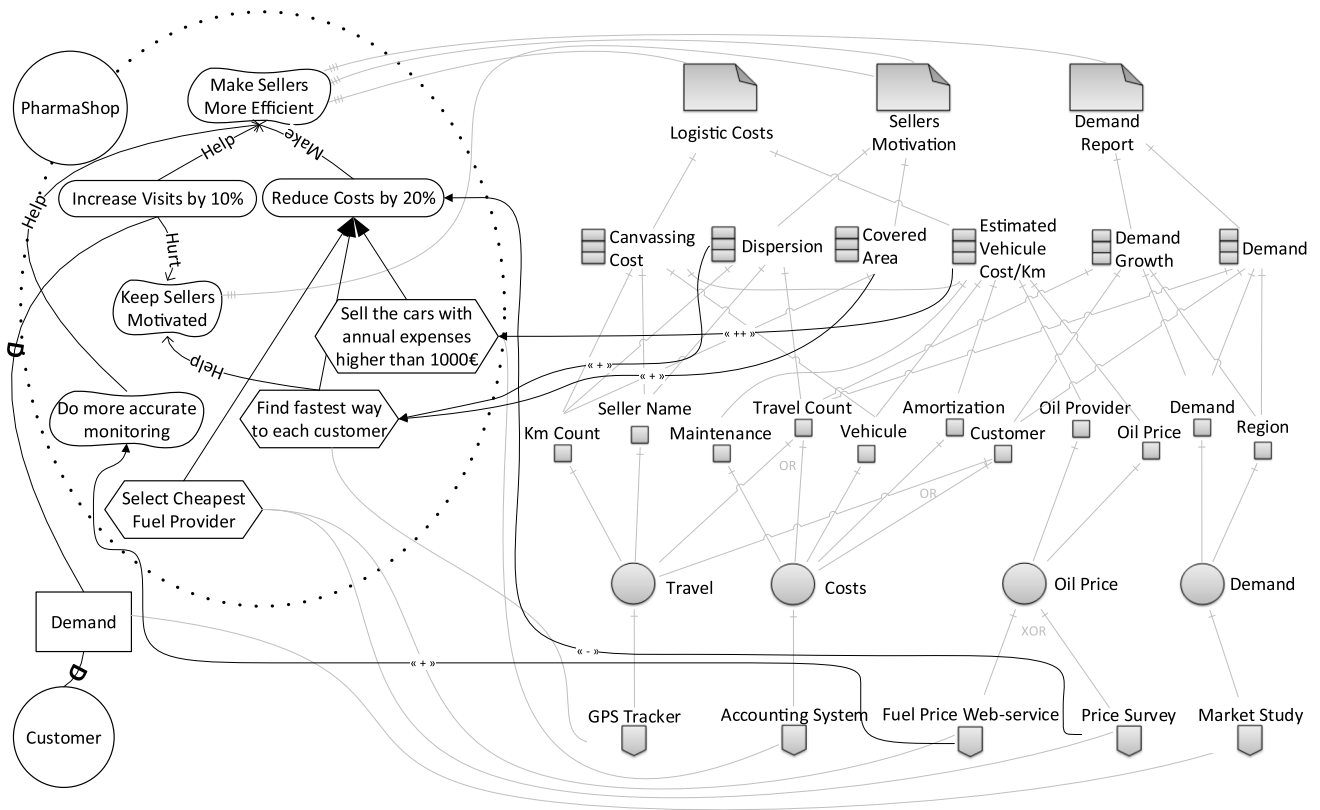 PharmaShop
Make Sellers
More Efficient
Help
Make
Help
Increase Visits by 10%
Reduce Costs by 20%
Hurt
Keep Sellers
Motivated
Sell the cars with
annual expenses
higher than 1000€
D
Help
Do more accurate
monitoring
Find fastest way
to each customer
Select Cheapest
Fuel Provider
Demand
D
Customer
Logistic Costs
Sellers
Motivation
Demand
Report
Canvassing
Cost
Dispersion
Covered
Area
Estimated
Vehicule
Cost/Km
Demand
Growth
Demand
« ++ »
« + »
« + »
Km Count
Seller Name
Maintenance
Travel Count
Vehicule
Amortization
Customer
Oil Provider
Oil Price
Demand
Region
OR
OR
Travel
Costs
Oil Price
Demand
XOR
« - »
« + »
GPS Tracker
Accounting System
Fuel Price Web-service
Price Survey
Market Study